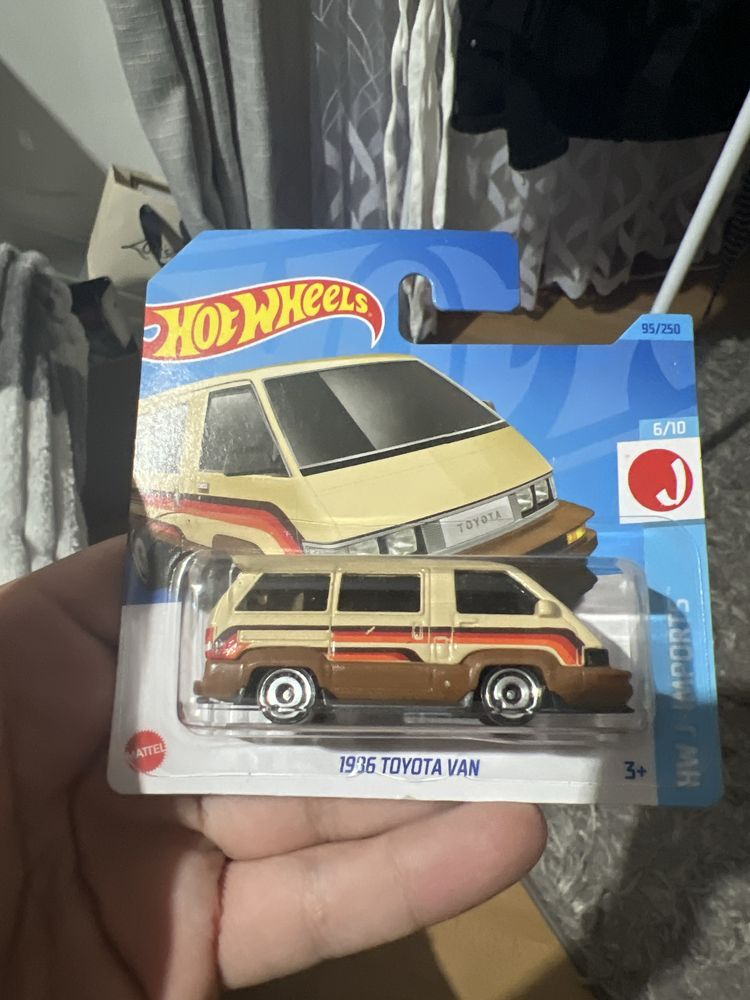 HOT WHEELS
95/250
6/10
J
TOYOTA
HW J-IMPORTS
MATTEL
1986 TOYOTA VAN
3+